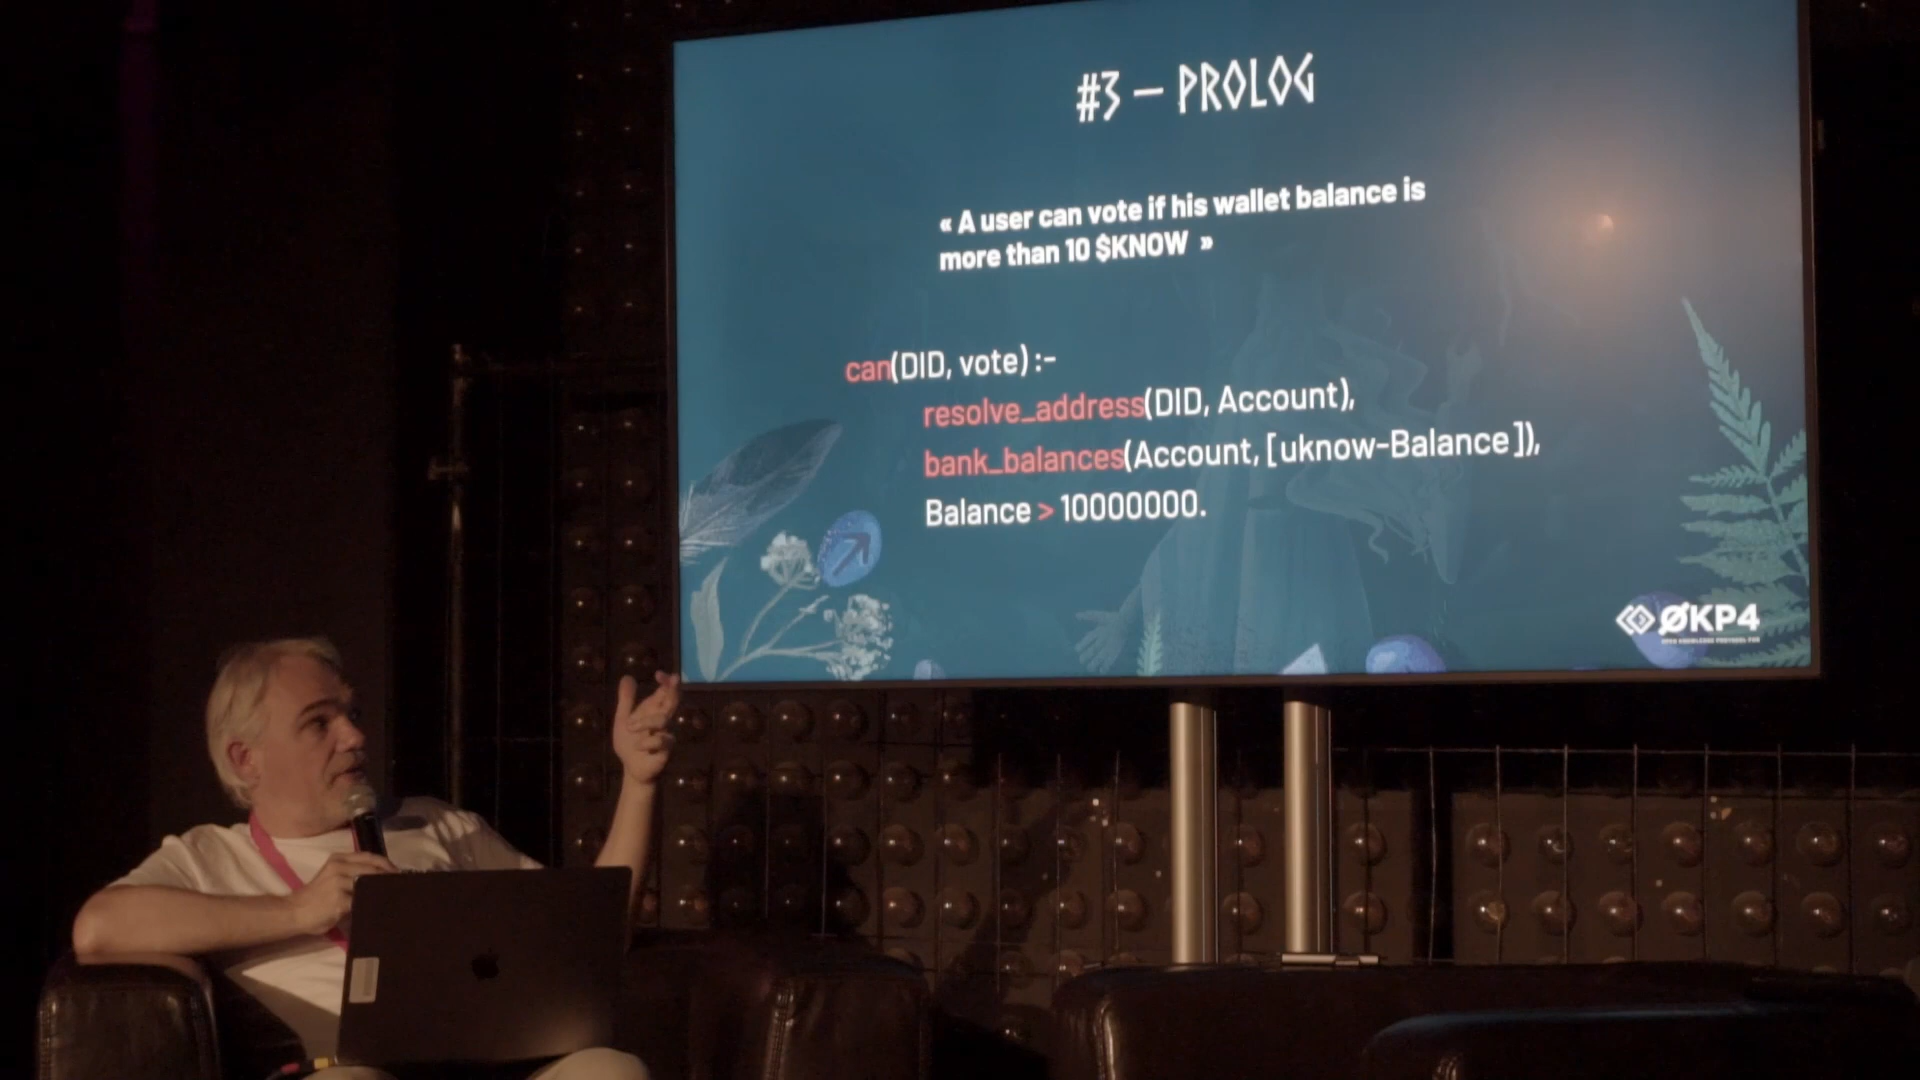 #3 – PROLOG
« A user can vote if his wallet balance is
more than 10 $KNOW »
can(DID, vote) :-
resolve_address(DID, Account),
bank_balances(Account, [uknow-Balance]),
Balance > 10000000.
ØKP4